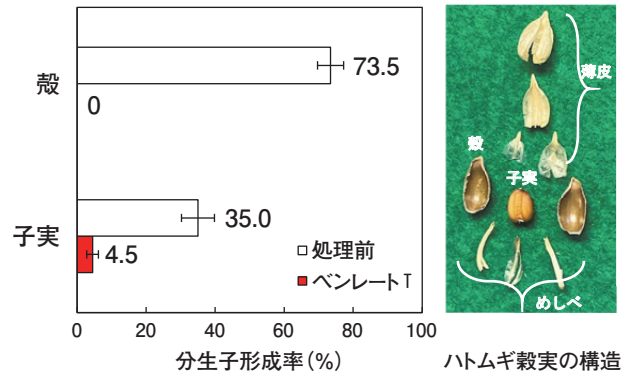 殻
73.5
0
子実
35.0
4.5
処理前
ベンレートT
0 20 40 60 80 100
分生子形成率(%)
薄皮
殻
子実
めしべ
ハトムギ穀実の構造